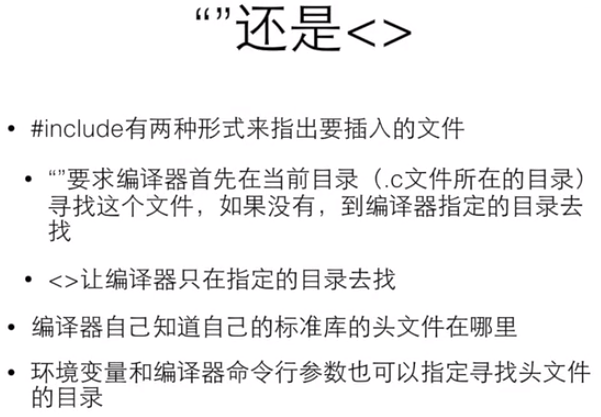 “”还是<>
• #include有两种形式来指出要插入的文件
• “”要求编译器首先在当前目录（.c文件所在的目录）
寻找这个文件，如果没有，到编译器指定的目录去
找
• <>让编译器只在指定的目录去找
• 编译器自己知道自己的标准库的头文件在哪里
• 环境变量和编译器命令行参数也可以指定寻找头文件
的目录